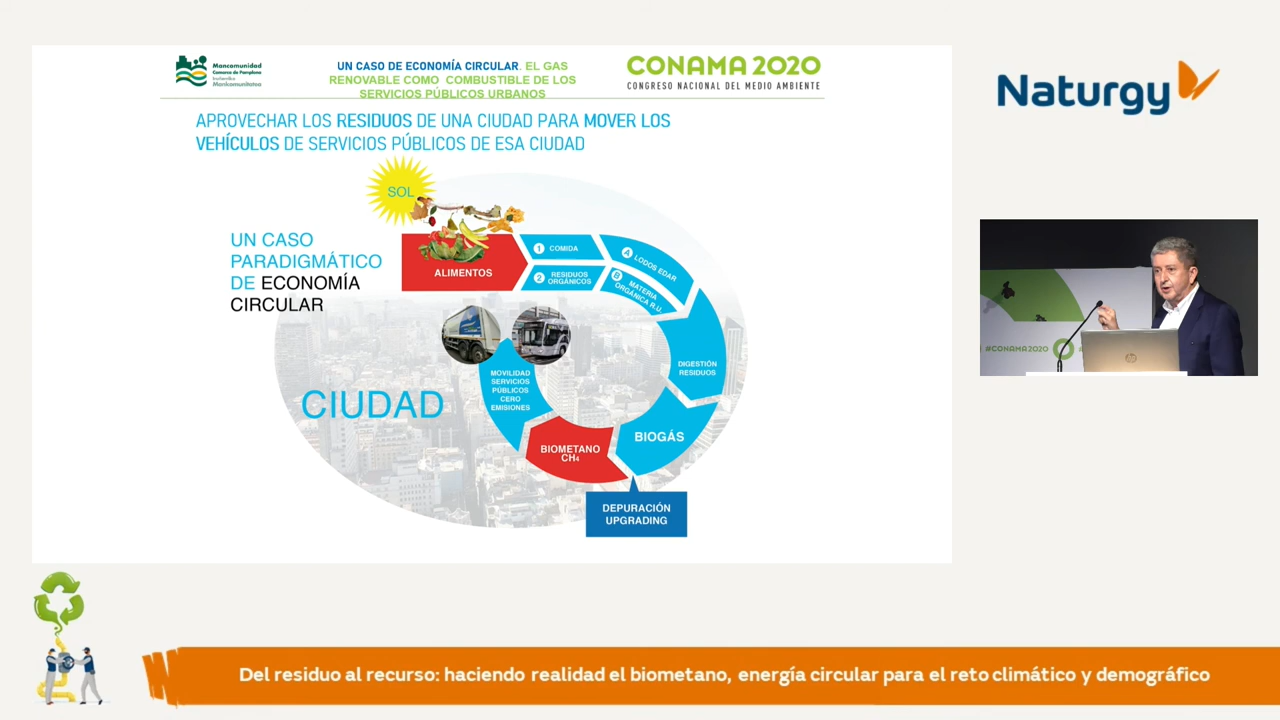 Mancomunidad
Comarca de Pamplona
Iruñerriko
Mankomunitatea
UN CASO DE ECONOMÍA CIRCULAR. EL GAS
RENOVABLE COMO COMBUSTIBLE DE LOS
SERVICIOS PÚBLICOS URBANOS
CONAMA 2020
CONGRESO NACIONAL DEL MEDIO AMBIENTE
Naturgy
APROVECHAR LOS RESIDUOS DE UNA CIUDAD PARA MOVER LOS
VEHÍCULOS DE SERVICIOS PÚBLICOS DE ESA CIUDAD
SOL
UN CASO
PARADIGMÁTICO
DE ECONOMÍA
CIRCULAR
ALIMENTOS
1 COMIDA
2 RESIDUOS
ORGÁNICOS
A LODOS EDAR
B MATERIA
ORGÁNICA R.U.
DIGESTIÓN
RESIDUOS
BIOGÁS
DEPURACIÓN
UPGRADING
BIOMETANO
CH4
MOVILIDAD
SERVICIOS
PÚBLICOS
CERO
EMISIONES
CIUDAD
#CONAMA2020
hp
Del residuo al recurso: haciendo realidad el biometano, energía circular para el reto climático y demográfico